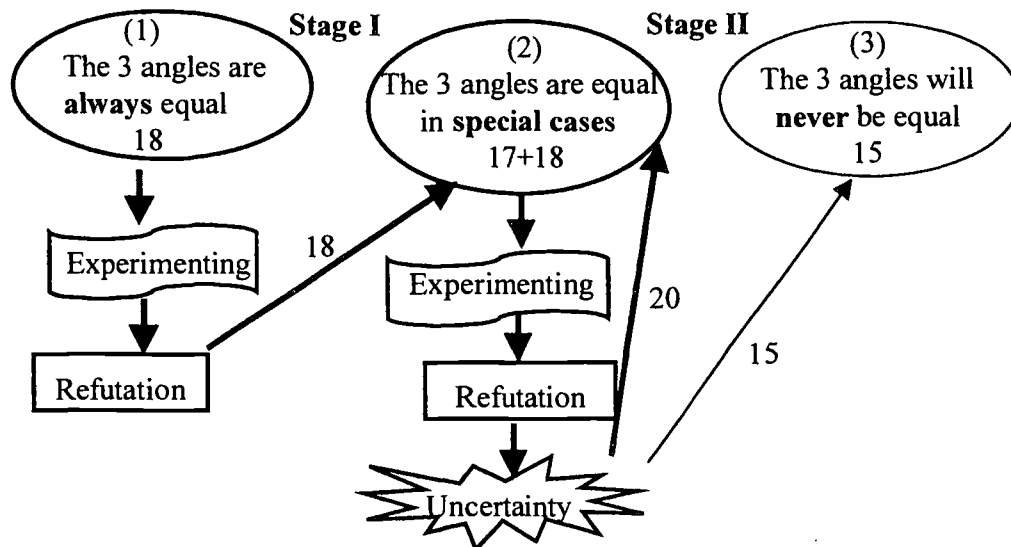 Stage I
Stage II
(1)
The 3 angles are
always equal
18
Experimenting
Refutation
18
(2)
The 3 angles are equal
in special cases
17+18
Experimenting
Refutation
Uncertainty
20
15
(3)
The 3 angles will
never be equal
15